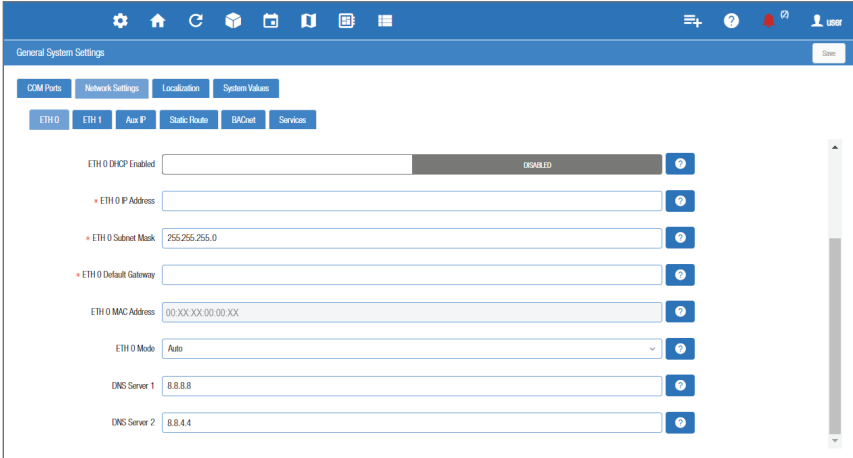 (2)
user
General System Settings
Save
COM Ports Network Settings Localization System Values
ETH 0 ETH 1 Aux IP Static Route BACnet Services
ETH 0 DHCP Enabled DISABLED
* ETH 0 IP Address
* ETH 0 Subnet Mask 255.255.255.0
* ETH 0 Default Gateway
ETH 0 MAC Address 00:XX:XX:00:00:XX
ETH 0 Mode Auto
DNS Server 1 8.8.8.8
DNS Server 2 8.8.4.4